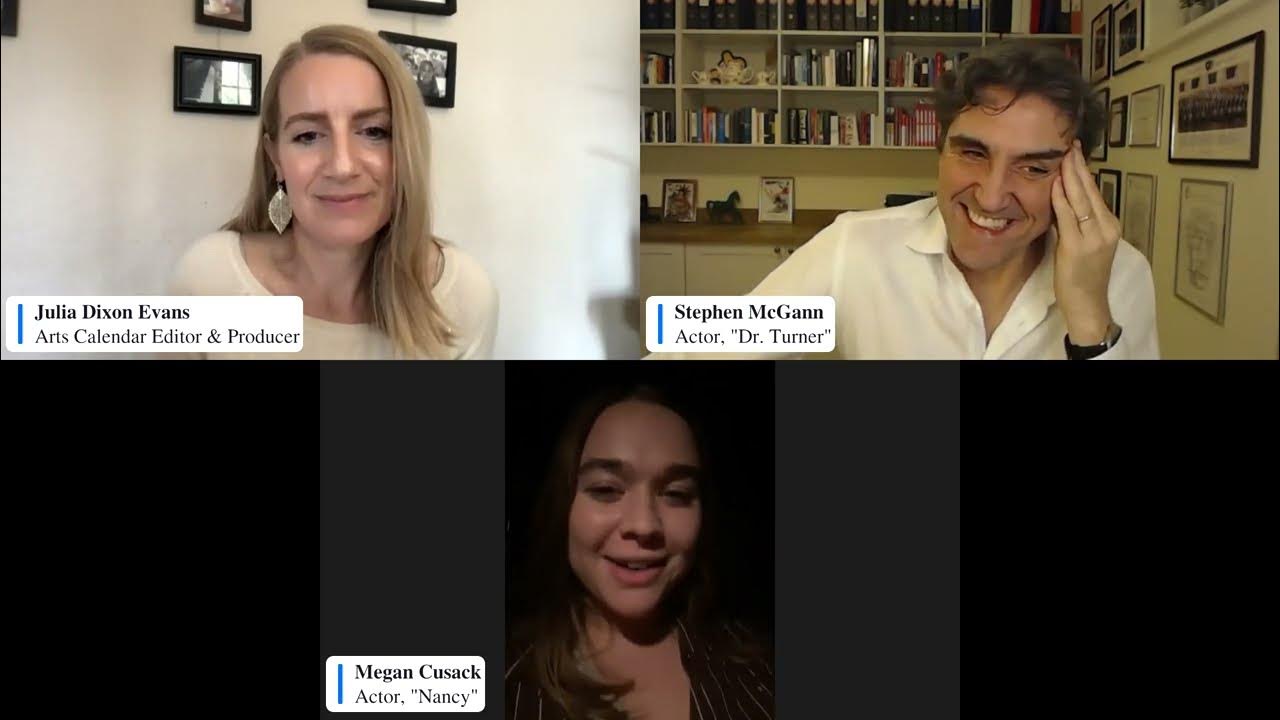 Julia Dixon Evans
Arts Calendar Editor & Producer
Stephen McGann
Actor, "Dr. Turner"
Megan Cusack
Actor, "Nancy"